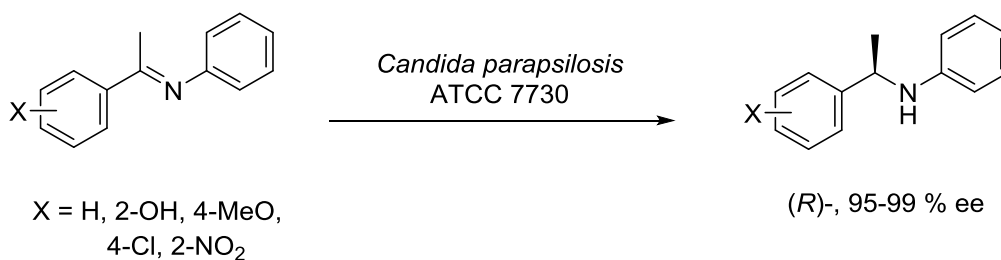 Candida parapsilosis
ATCC 7730
N
X
X
N
H
X = H, 2-OH, 4-MeO,
4-Cl, 2-NO₂
(R)-, 95-99 % ee